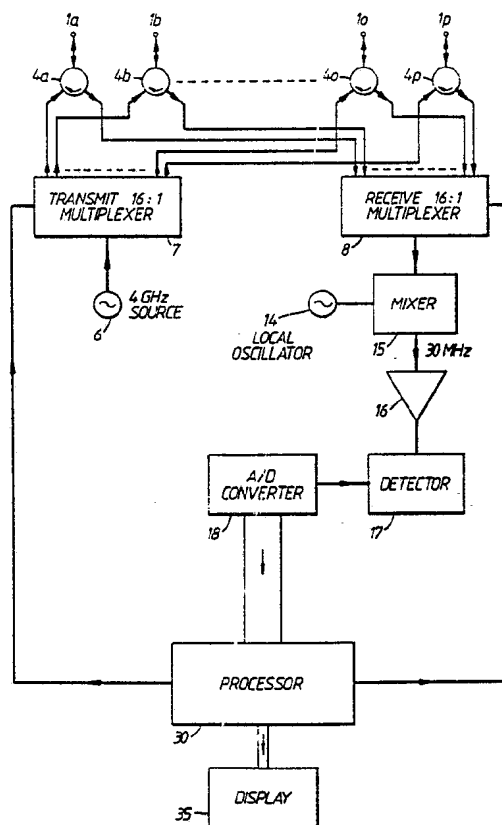 1a 1b 1o 1p
4a 4b 4o 4p
TRANSMIT 16:1
MULTIPLEXER
7
RECEIVE 16:1
MULTIPLEXER
8
4 GHz
SOURCE
6
14
LOCAL
OSCILLATOR
MIXER
15
30 MHz
16
A/D
CONVERTER
18
DETECTOR
17
PROCESSOR
30
DISPLAY
35